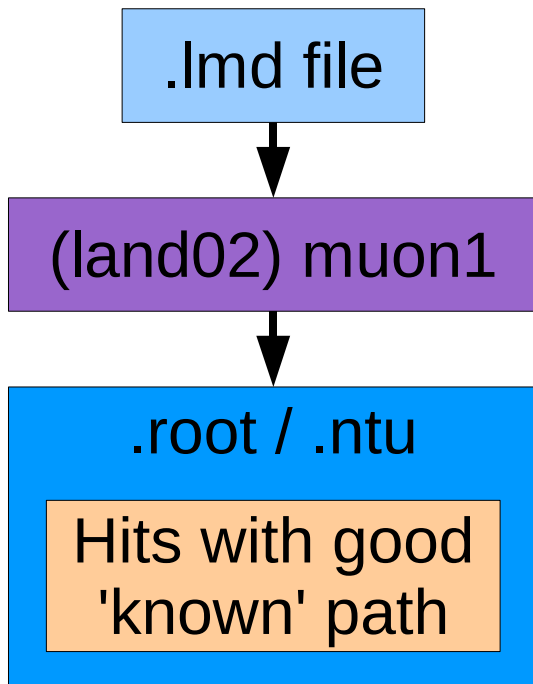 .lmd file
(land02) muon1
.root / .ntu
Hits with good
'known' path